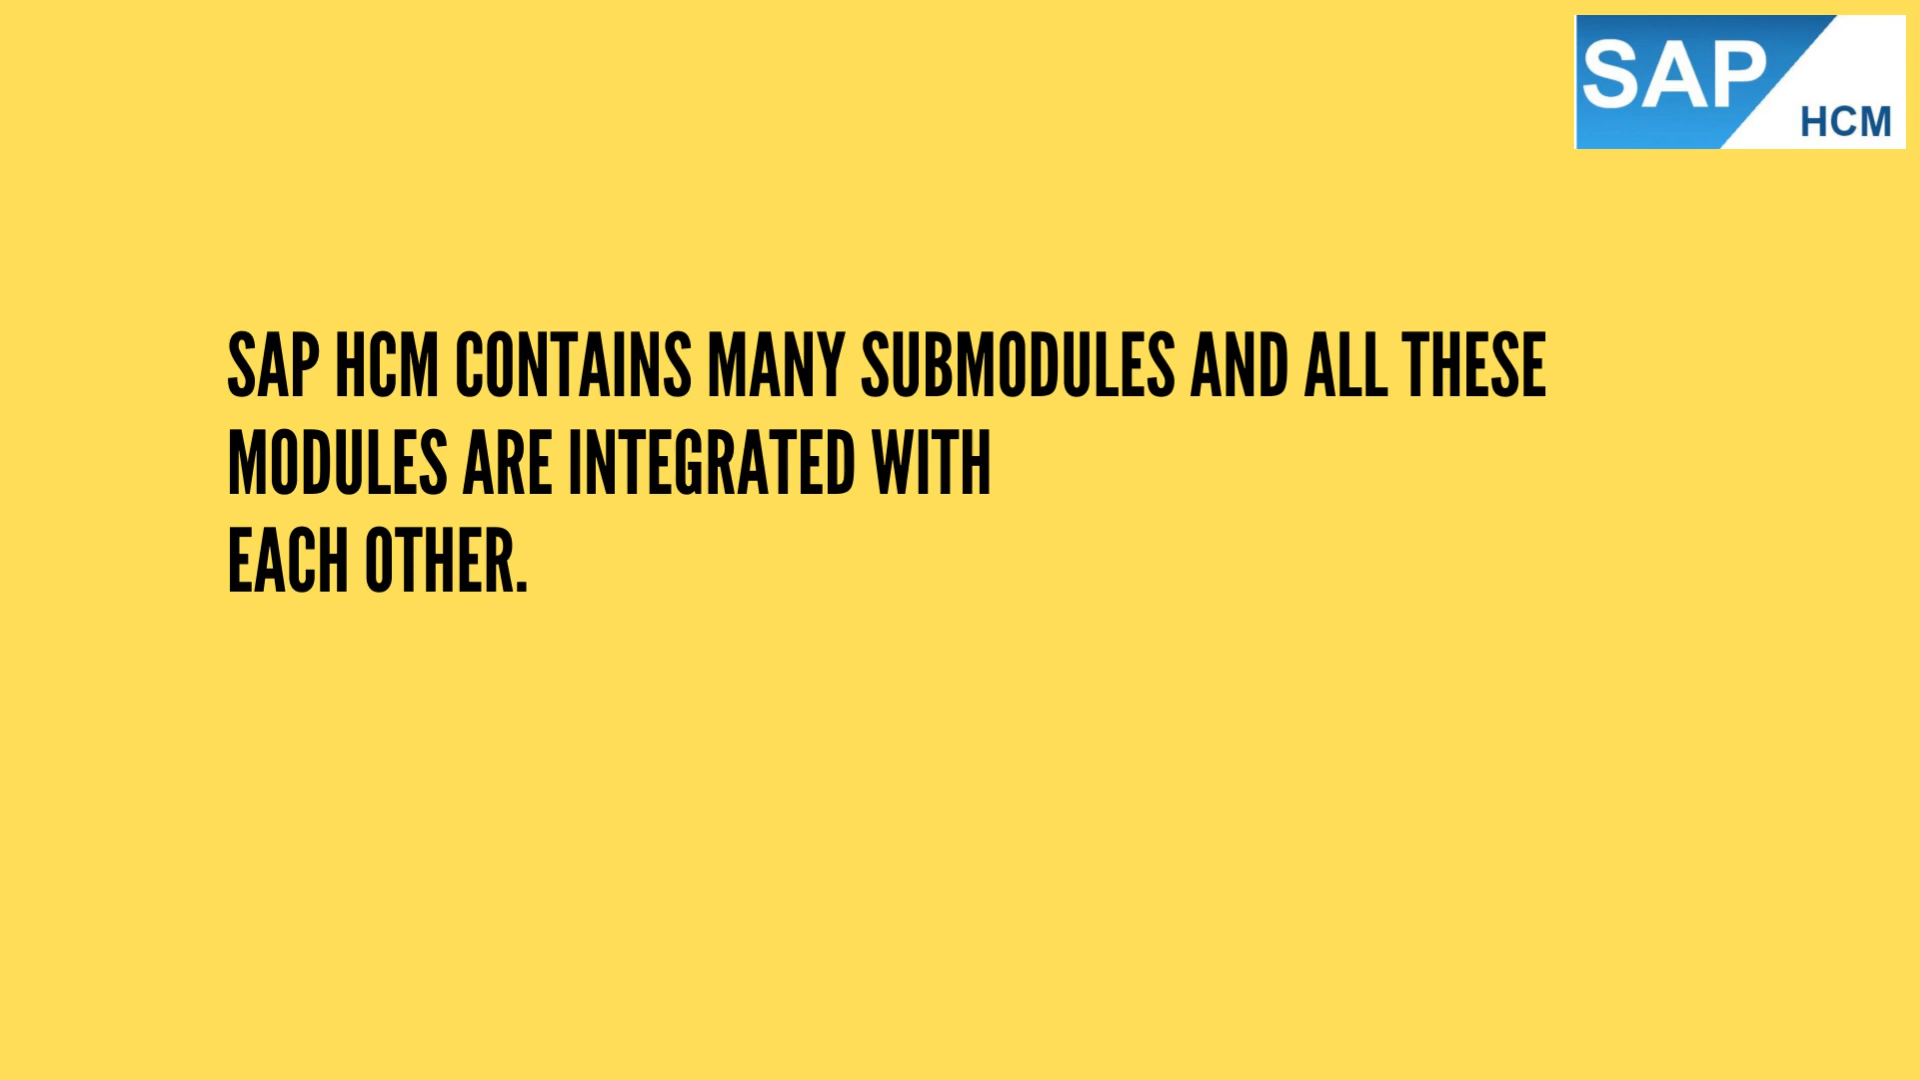 SAP
HCM
SAP HCM CONTAINS MANY SUBMODULES AND ALL THESE
MODULES ARE INTEGRATED WITH
EACH OTHER.